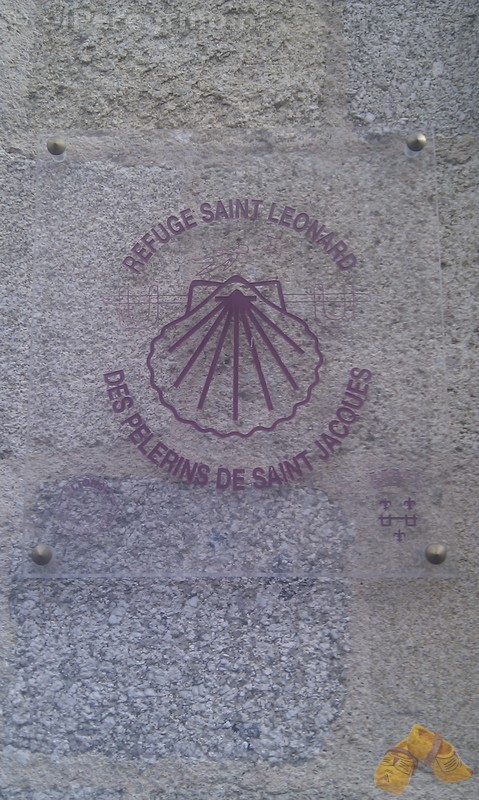 REFUGE SAINT LEONARD
DES PELERINS DE SAINT JACQUES